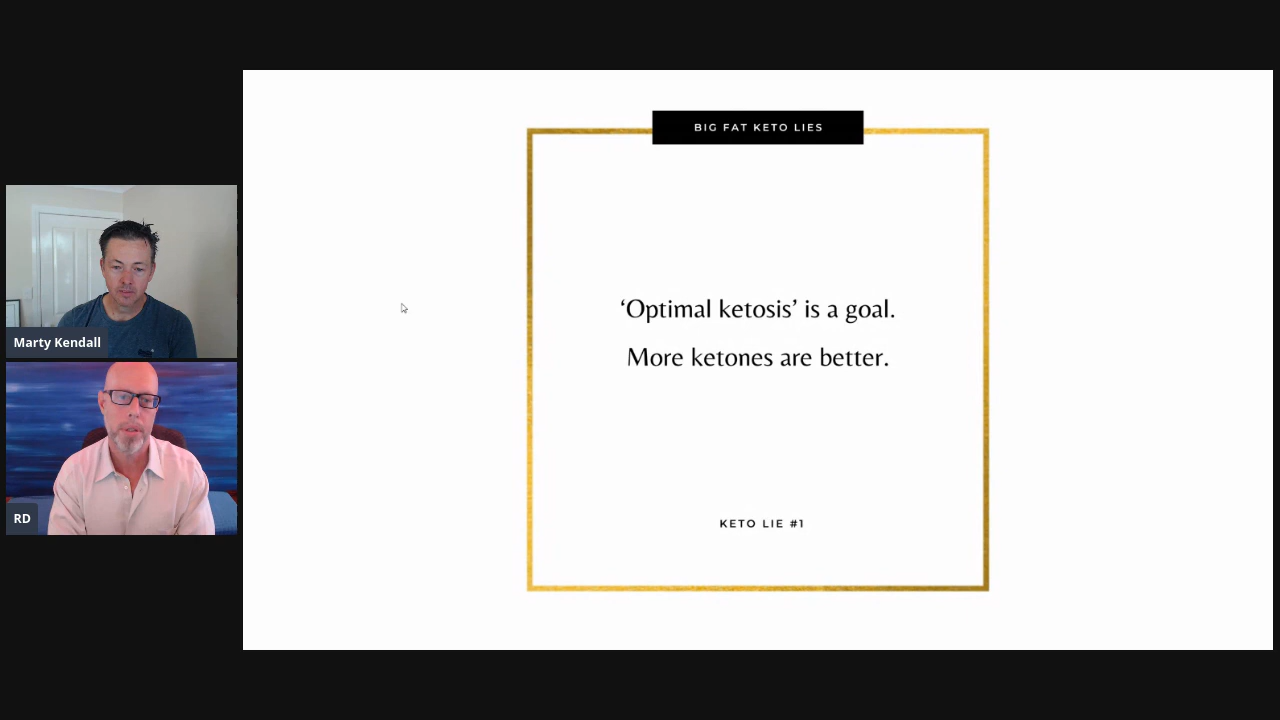 BIG FAT KETO LIES
‘Optimal ketosis’ is a goal.
More ketones are better.
KETO LIE #1
Marty Kendall
RD